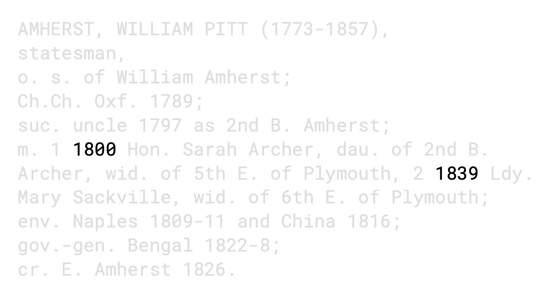 AMHERST, WILLIAM PITT (1773-1857),
statesman,
o. s. of William Amherst;
Ch.Ch. Oxf. 1789;
suc. uncle 1797 as 2nd B. Amherst;
m. 1 1800 Hon. Sarah Archer, dau. of 2nd B.
Archer, wid. of 5th E. of Plymouth, 2 1839 Ldy.
Mary Sackville, wid. of 6th E. of Plymouth;
env. Naples 1809-11 and China 1816;
gov.-gen. Bengal 1822-8;
cr. E. Amherst 1826.